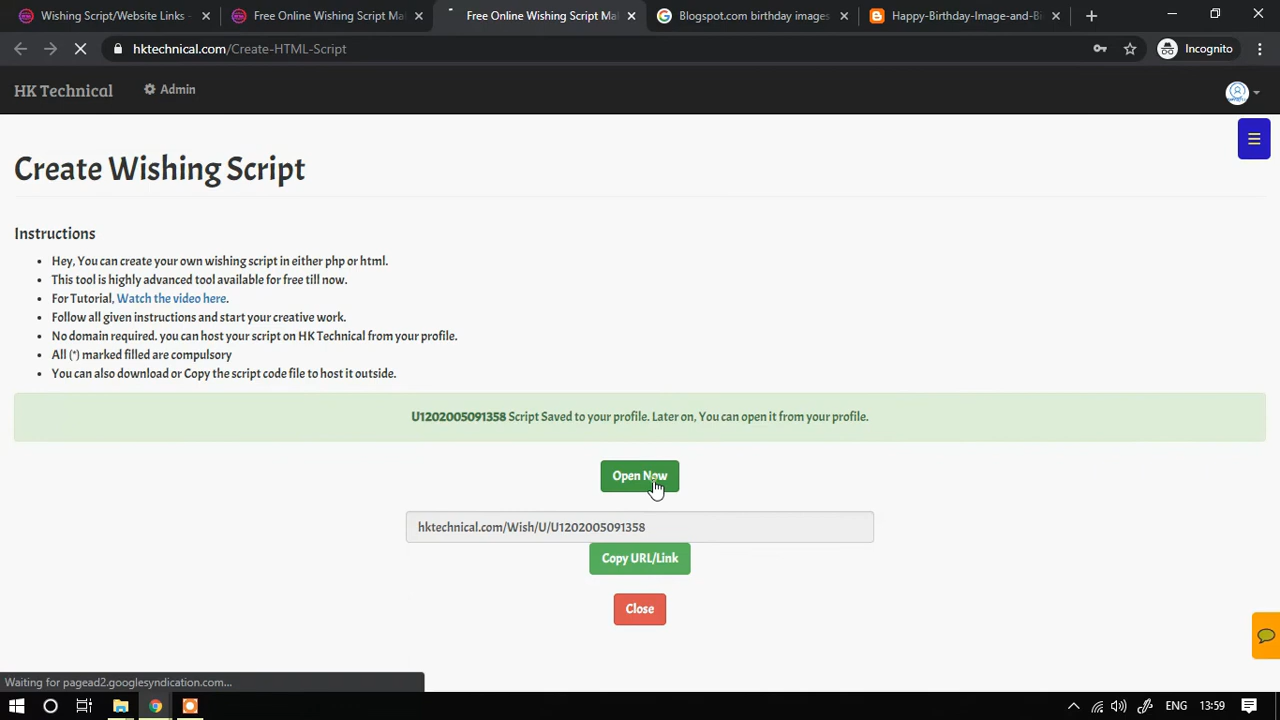 Wishing Script/Website Links -
Free Online Wishing Script Mal
Free Online Wishing Script Mal
Blogspot.com birthday images
Happy-Birthday-Image-and-B
hktechnical.com/Create-HTML-Script
Incognito
HK Technical
Admin
Create Wishing Script
Instructions
Hey, You can create your own wishing script in either php or html.
This tool is highly advanced tool available for free till now.
For Tutorial, Watch the video here.
Follow all given instructions and start your creative work.
No domain required. you can host your script on HK Technical from your profile.
All (*) marked filled are compulsory
You can also download or Copy the script code file to host it outside.
U1202005091358 Script Saved to your profile. Later on, You can open it from your profile.
Open Now
hktechnical.com/Wish/U/U1202005091358
Copy URL/Link
Close
Waiting for pagead2.googlesyndication.com...
ENG
13:59